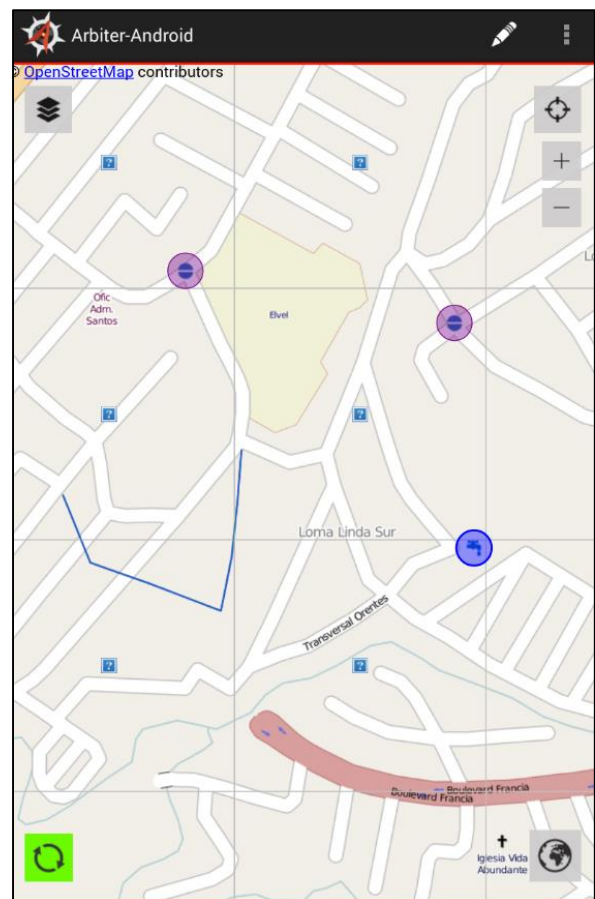 Arbiter-Android
© OpenStreetMap contributors
Ofic
Adm.
Santos
Elvel
Loma Linda Sur
Transversal Orentes
Boulevard Francia
Boulevard Francia
Iglesia Vida
Abundante